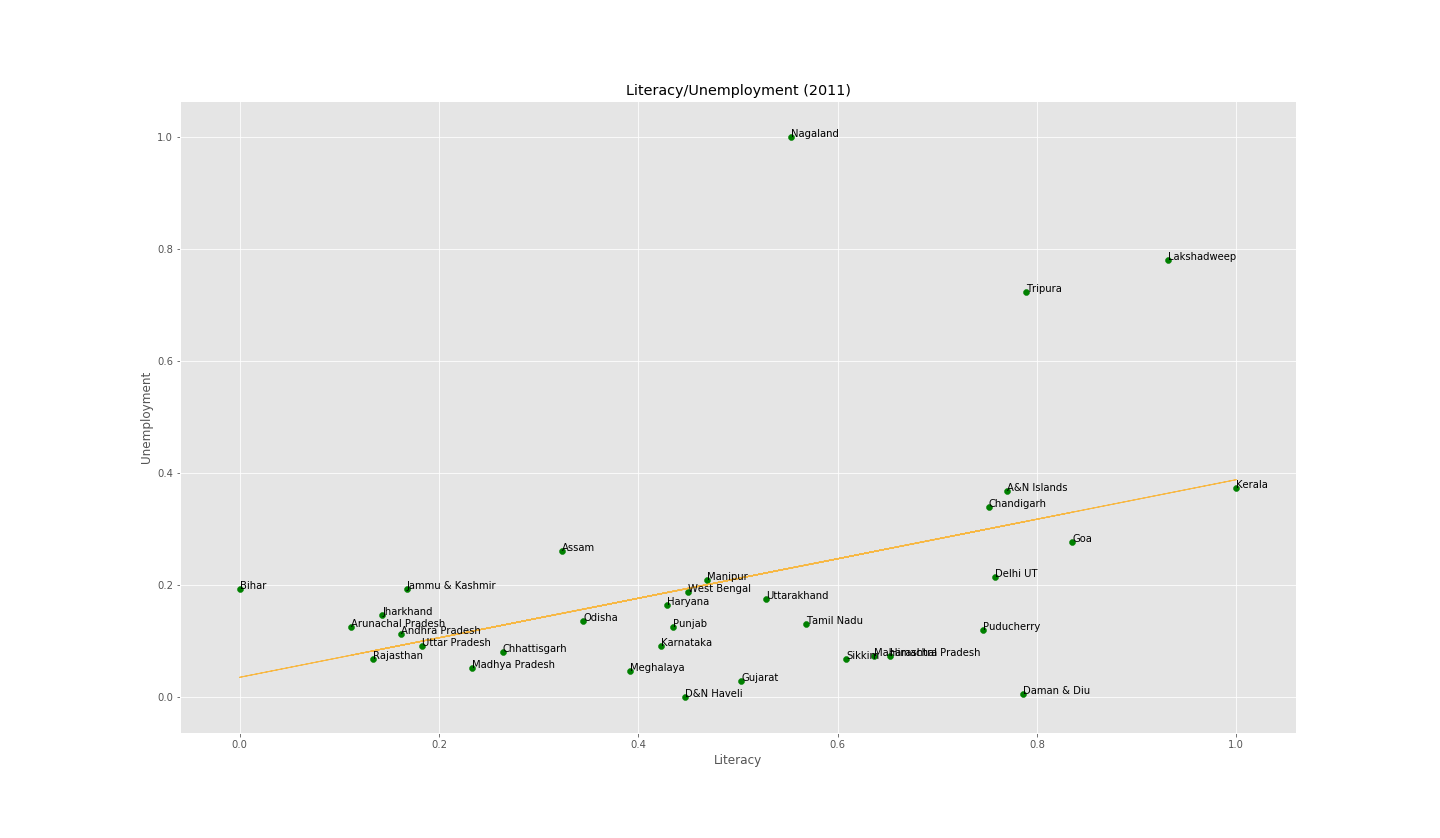 Literacy/Unemployment (2011)
1.0
Nagaland
0.8
Lakshadweep
Tripura
0.6
Unemployment
0.4
A&N Islands
Kerala
Chandigarh
Assam
Goa
Delhi UT
0.2
Bihar
Jammu & Kashmir
Manipur
West Bengal
Uttarakhand
Haryana
Jharkhand
Odisha
Tamil Nadu
Arunachal Pradesh
Punjab
Puducherry
Andhra Pradesh
Uttar Pradesh
Karnataka
Chhattisgarh
Rajasthan
Sikkim
Maharashtra
Himachal Pradesh
Madhya Pradesh
Meghalaya
Gujarat
0.0
D&N Haveli
Daman & Diu
0.0
0.2
0.4
0.6
0.8
1.0
Literacy